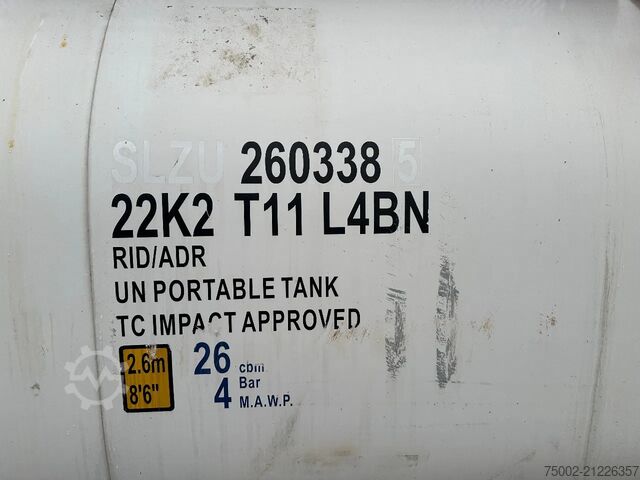 SLZU 260338 5
22K2 T11 L4BN
RID/ADR
UN PORTABLE TANK
TC IMPACT APPROVED
2.6m
8'6"
26 cbm
4 Bar
M.A.W.P.
75002-21226357